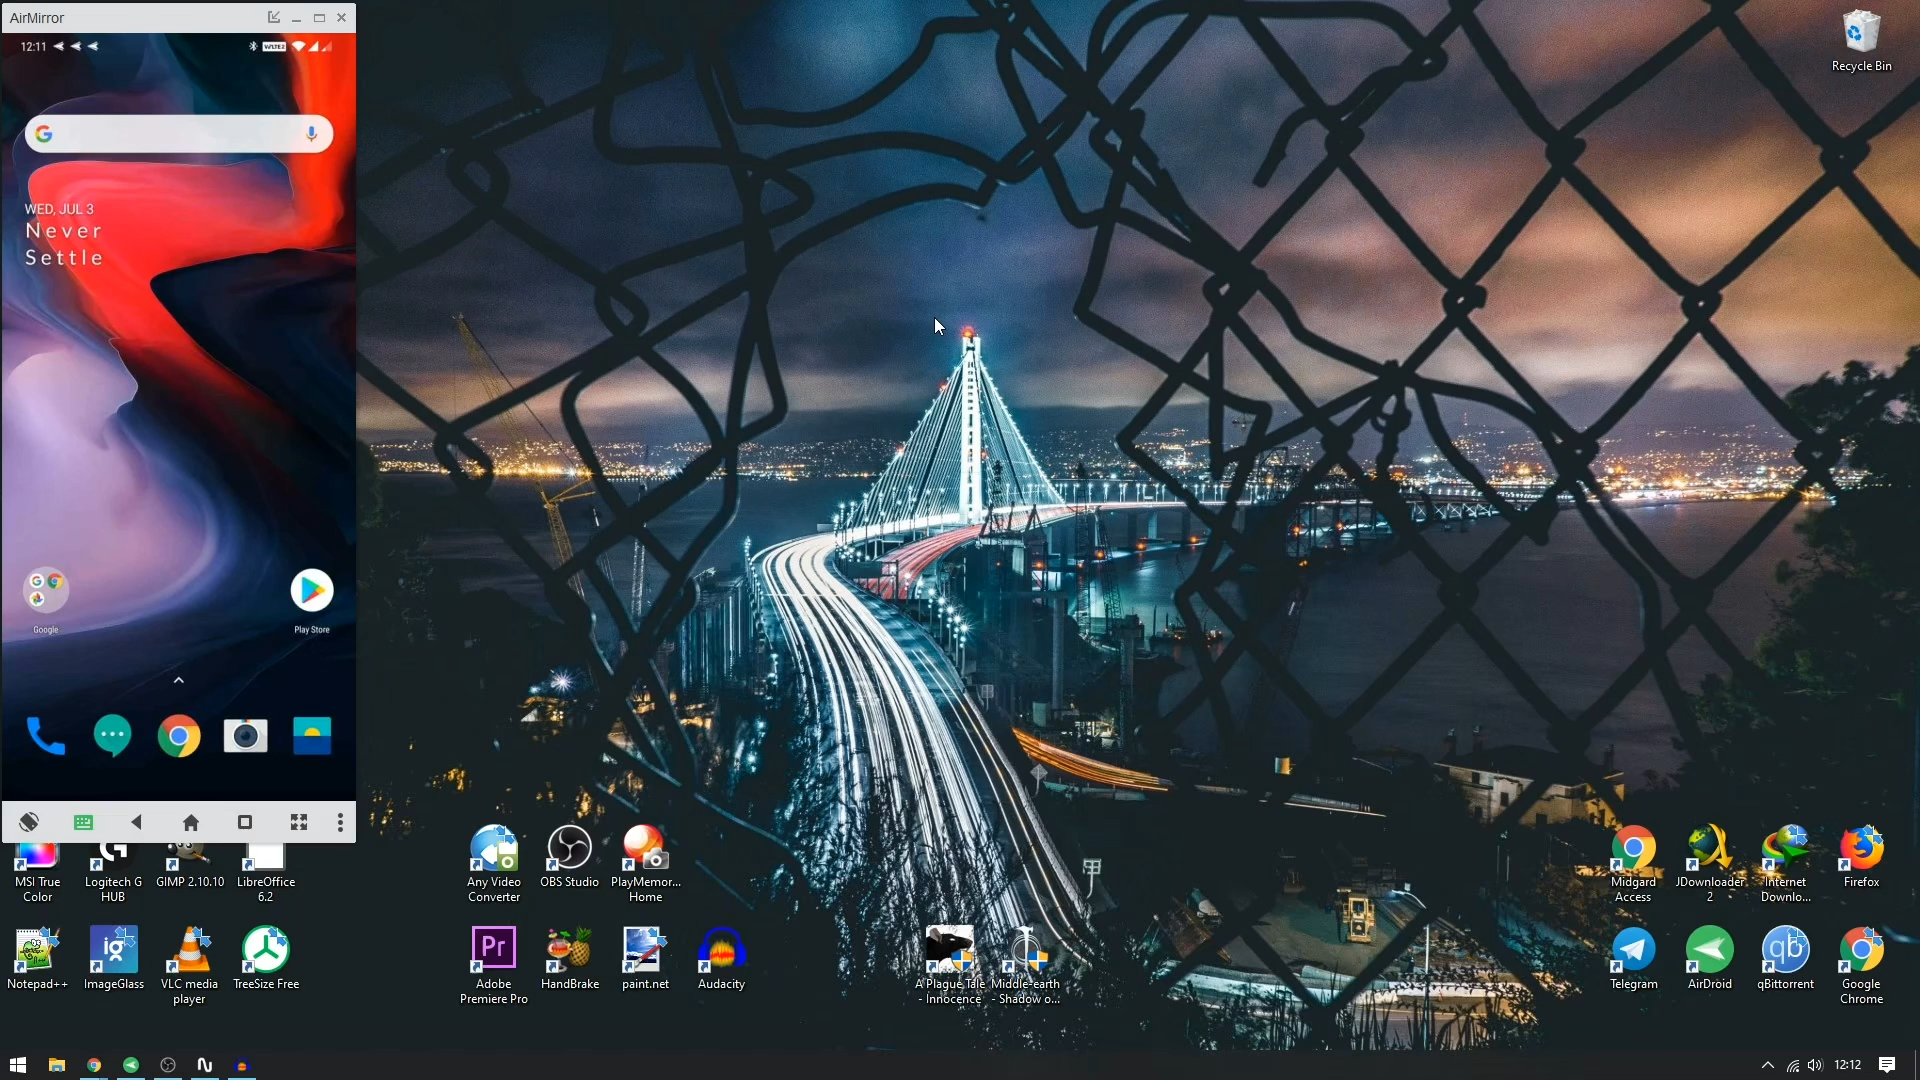 AirMirror
12:11
VoLTE2
WED, JUL 3
Never
Settle
Google
Play Store
Recycle Bin
MSI True
Color
Logitech G
HUB
GIMP 2.10.10
LibreOffice
6.2
Any Video
Converter
OBS Studio
PlayMemor...
Home
Midgard
Access
JDownloader
2
Internet
Downlo...
Firefox
Notepad++
ImageGlass
VLC media
player
TreeSize Free
Adobe
Premiere Pro
HandBrake
paint.net
Audacity
A Plague Tale
- Innocence
Middle-earth
- Shadow o...
Telegram
AirDroid
qBittorrent
Google
Chrome
12:12